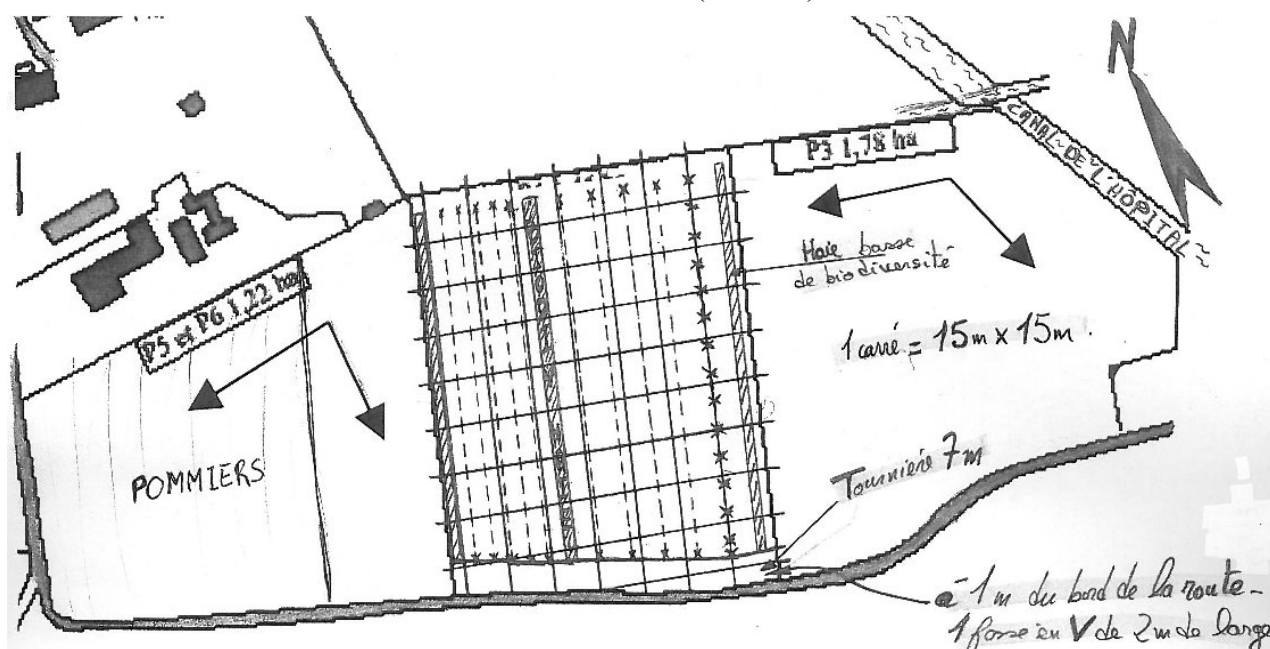 N
CANAL DE L'HÔPITAL
P3 1,78 ha
Haie basse
de biodiversité
P5 et P6 1,22 ha
1 carré = 15m x 15m.
POMMIERS
Tournière 7m
à 1m du bord de la route -
1 fosse en V de 2m de large